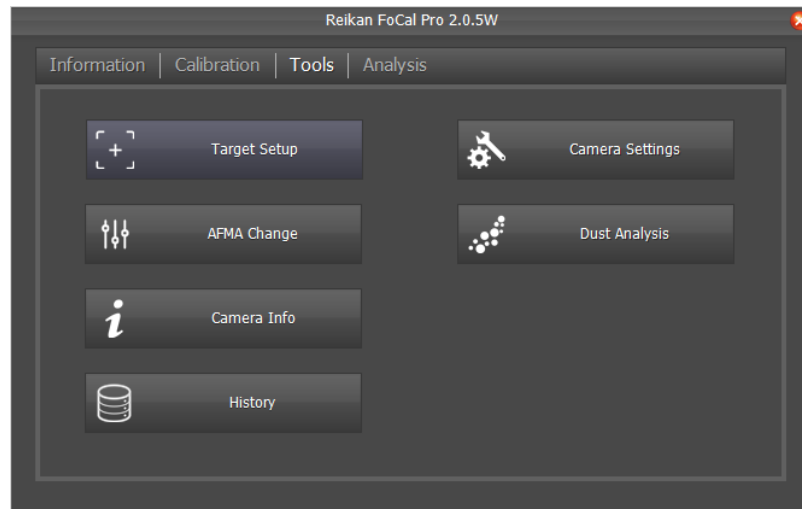 Reikan FoCal Pro 2.0.5W
Information | Calibration | Tools | Analysis
Target Setup
Camera Settings
AFMA Change
Dust Analysis
Camera Info
History